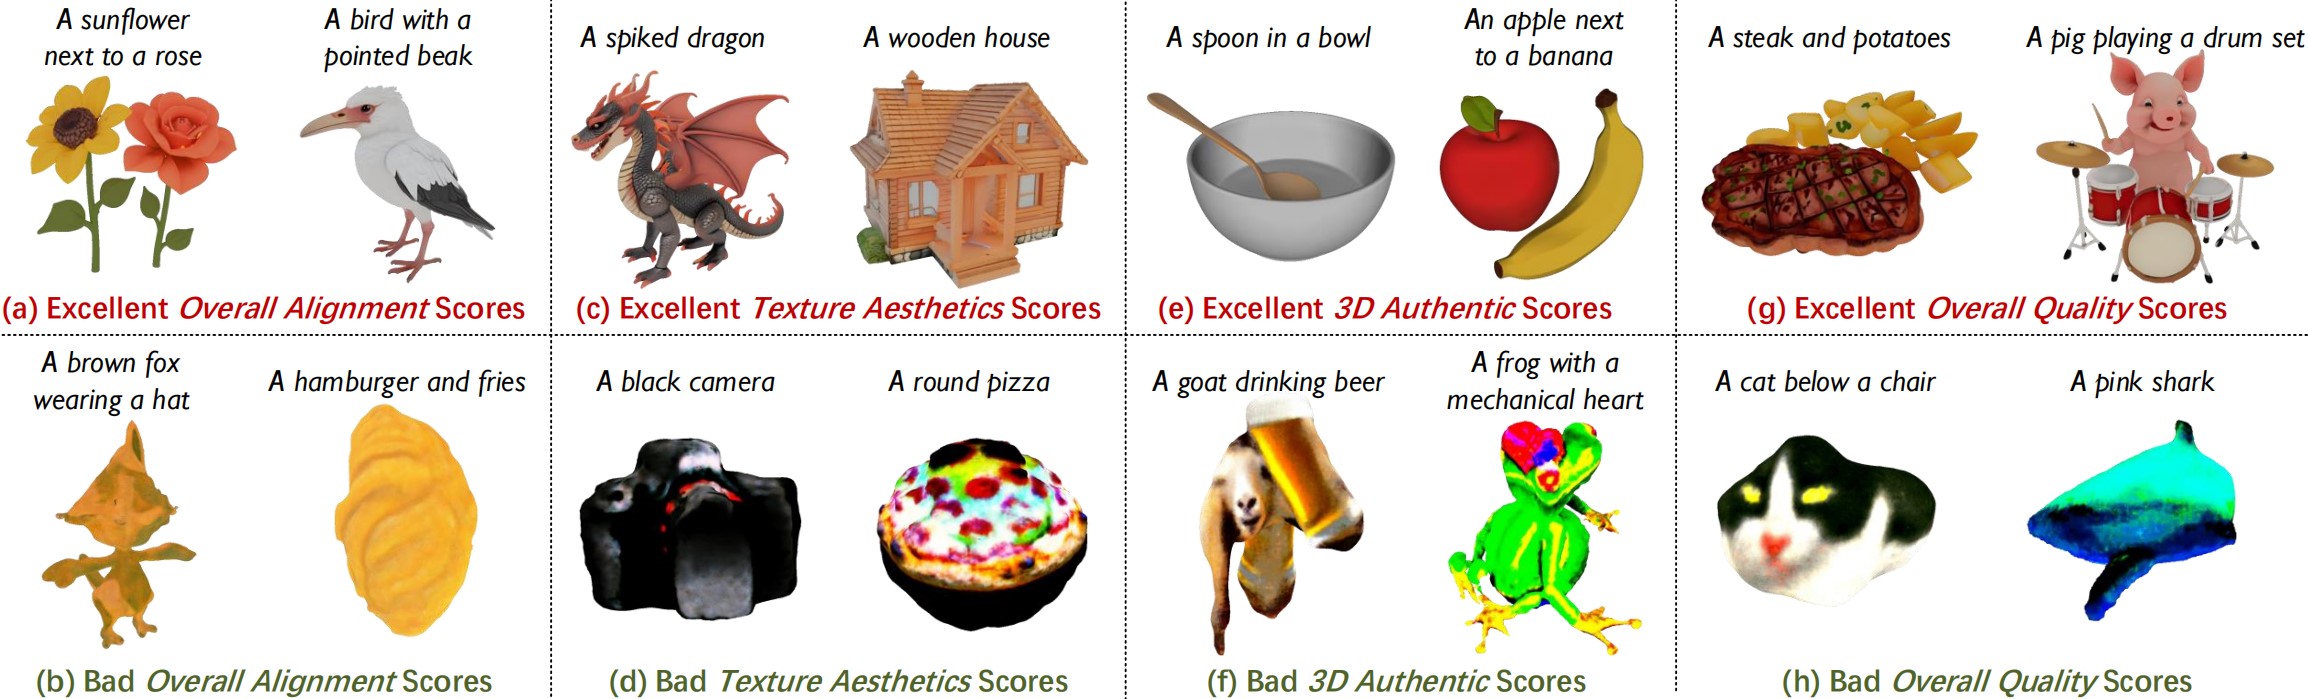 A sunflower
next to a rose
A bird with a
pointed beak
(a) Excellent Overall Alignment Scores
A spiked dragon
A wooden house
(c) Excellent Texture Aesthetics Scores
A spoon in a bowl
An apple next
to a banana
(e) Excellent 3D Authentic Scores
A steak and potatoes
A pig playing a drum set
(g) Excellent Overall Quality Scores
A brown fox
wearing a hat
A hamburger and fries
(b) Bad Overall Alignment Scores
A black camera
A round pizza
(d) Bad Texture Aesthetics Scores
A goat drinking beer
A frog with a
mechanical heart
(f) Bad 3D Authentic Scores
A cat below a chair
A pink shark
(h) Bad Overall Quality Scores